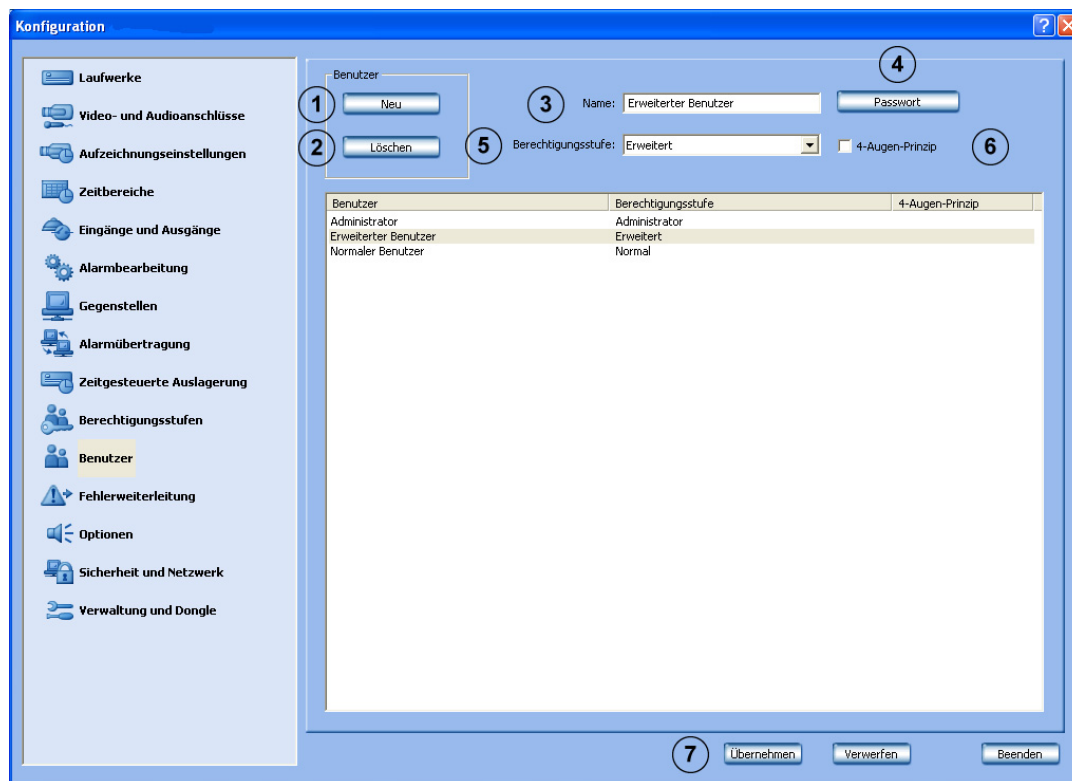 Konfiguration
Laufwerke
Video- und Audioanschlüsse
Aufzeichnungseinstellungen
Zeitbereiche
Eingänge und Ausgänge
Alarmbearbeitung
Gegenstellen
Alarmübertragung
Zeitgesteuerte Auslagerung
Berechtigungsstufen
Benutzer
Fehlerweiterleitung
Optionen
Sicherheit und Netzwerk
Verwaltung und Dongle
Benutzer
1 Neu
2 Löschen
3 Name: Erweiterter Benutzer
4 Passwort
5 Berechtigungsstufe: Erweitert
4-Augen-Prinzip 6
Benutzer Berechtigungsstufe 4-Augen-Prinzip
Administrator Administrator
Erweiterter Benutzer Erweitert
Normaler Benutzer Normal
7 Übernehmen Verwerfen Beenden